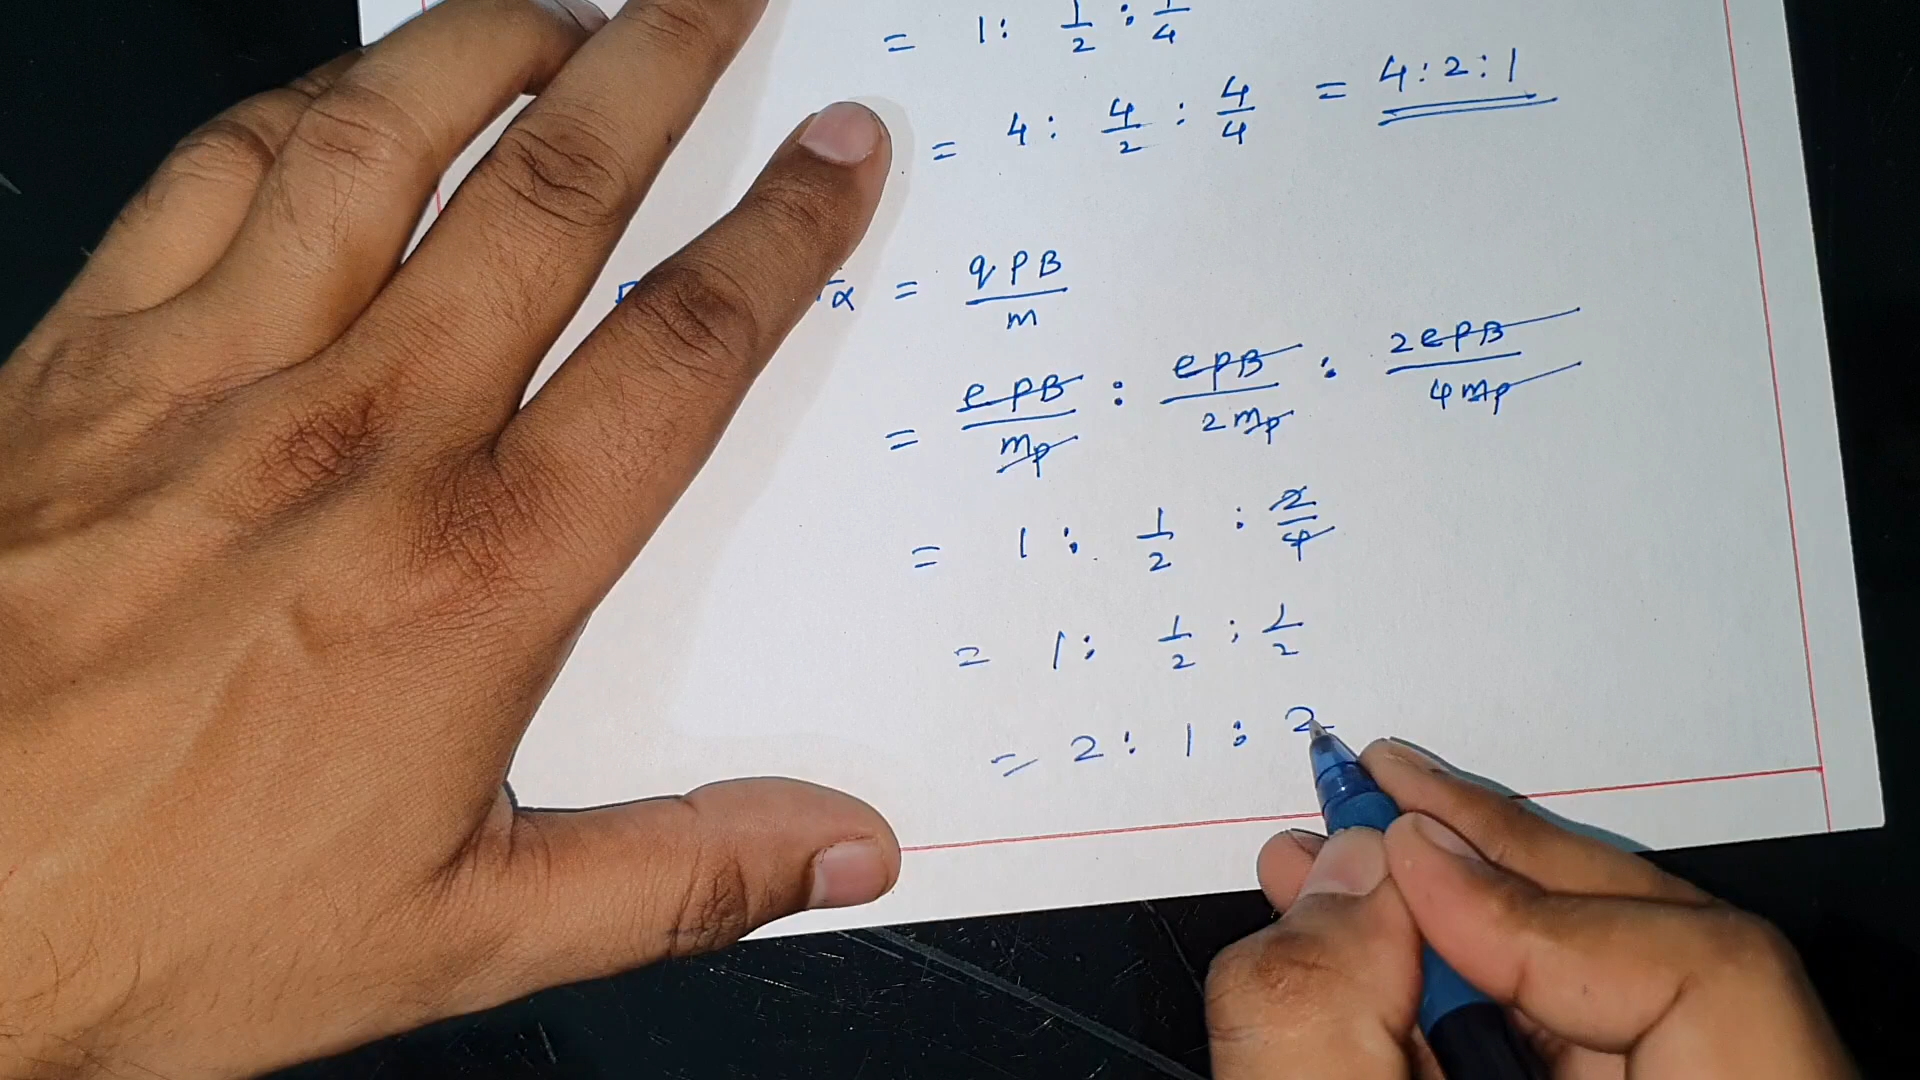 = 1 : 1/2 : 1/4
= 4 : 4/2 : 4/4 = 4 : 2 : 1
α = qPB/m
= ePB/mp : ePB/2mp : 2ePB/4mp
= 1 : 1/2 : 2/4
= 1 : 1/2 : 1/2
= 2 : 1 : 2